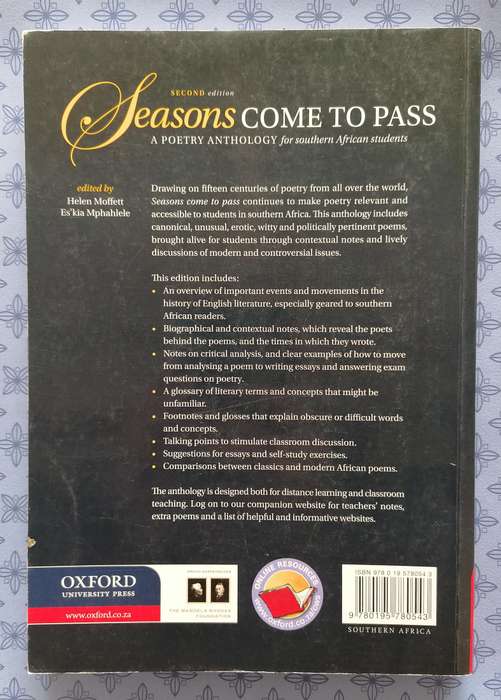 SECOND edition
Seasons COME TO PASS
A POETRY ANTHOLOGY for southern African students
edited by
Helen Moffett
Es'kia Mphahlele
Drawing on fifteen centuries of poetry from all over the world,
Seasons come to pass continues to make poetry relevant and
accessible to students in southern Africa. This anthology includes
canonical, unusual, erotic, witty and politically pertinent poems,
brought alive for students through contextual notes and lively
discussions of modern and controversial issues.
This edition includes:
• An overview of important events and movements in the
history of English literature, especially geared to southern
African readers.
• Biographical and contextual notes, which reveal the poets
behind the poems, and the times in which they wrote.
• Notes on critical analysis, and clear examples of how to move
from analysing a poem to writing essays and answering exam
questions on poetry.
• A glossary of literary terms and concepts that might be
unfamiliar.
• Footnotes and glosses that explain obscure or difficult words
and concepts.
• Talking points to stimulate classroom discussion.
• Suggestions for essays and self-study exercises.
• Comparisons between classics and modern African poems.
The anthology is designed both for distance learning and classroom
teaching. Log on to our companion website for teachers' notes,
extra poems and a list of helpful and informative websites.
OXFORD
UNIVERSITY PRESS
www.oxford.co.za
THE MANDELA RHODES
FOUNDATION
ONLINE RESOURCES
www.oxford.co.za
ISBN 978 0 19 578054 3
9 780195 780543
SOUTHERN AFRICA